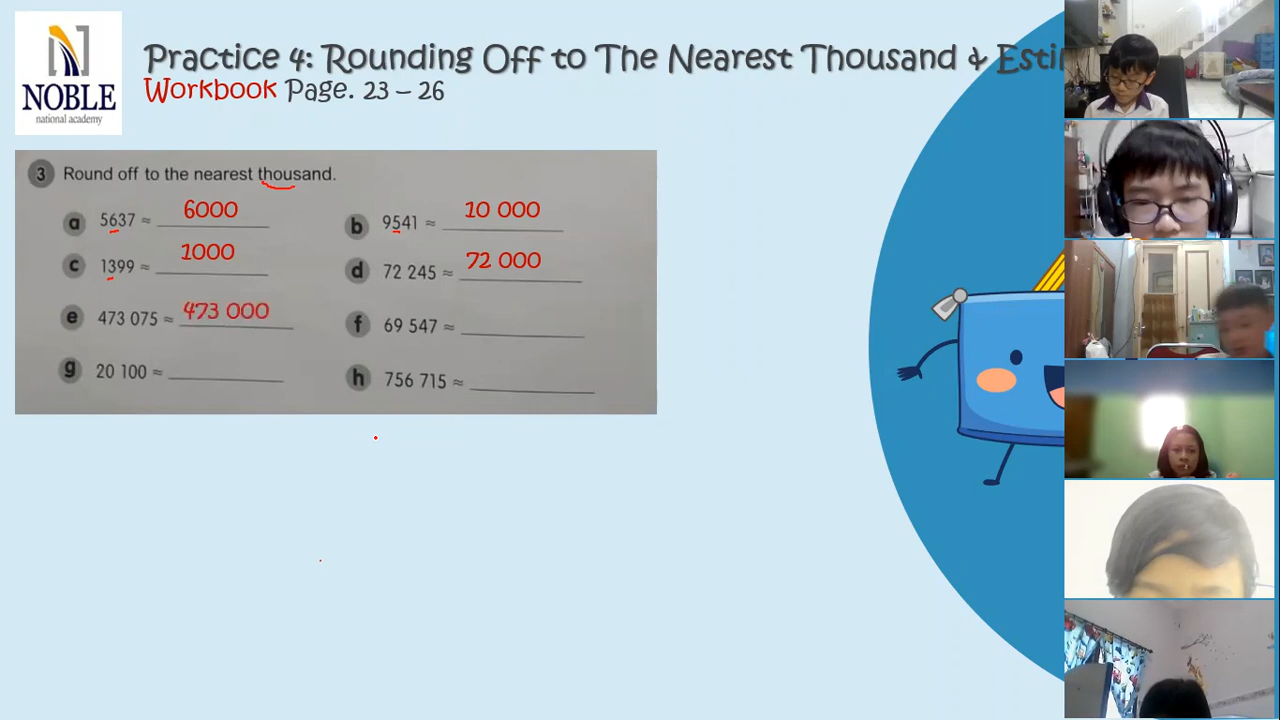 NOBLE
national academy
Practice 4: Rounding Off to The Nearest Thousand & Esti
Workbook Page. 23 – 26
3 Round off to the nearest thousand.
a 5637 ≈ 6000
b 9541 ≈ 10 000
c 1399 ≈ 1000
d 72 245 ≈ 72 000
e 473 075 ≈ 473 000
f 69 547 ≈
g 20 100 ≈
h 756 715 ≈